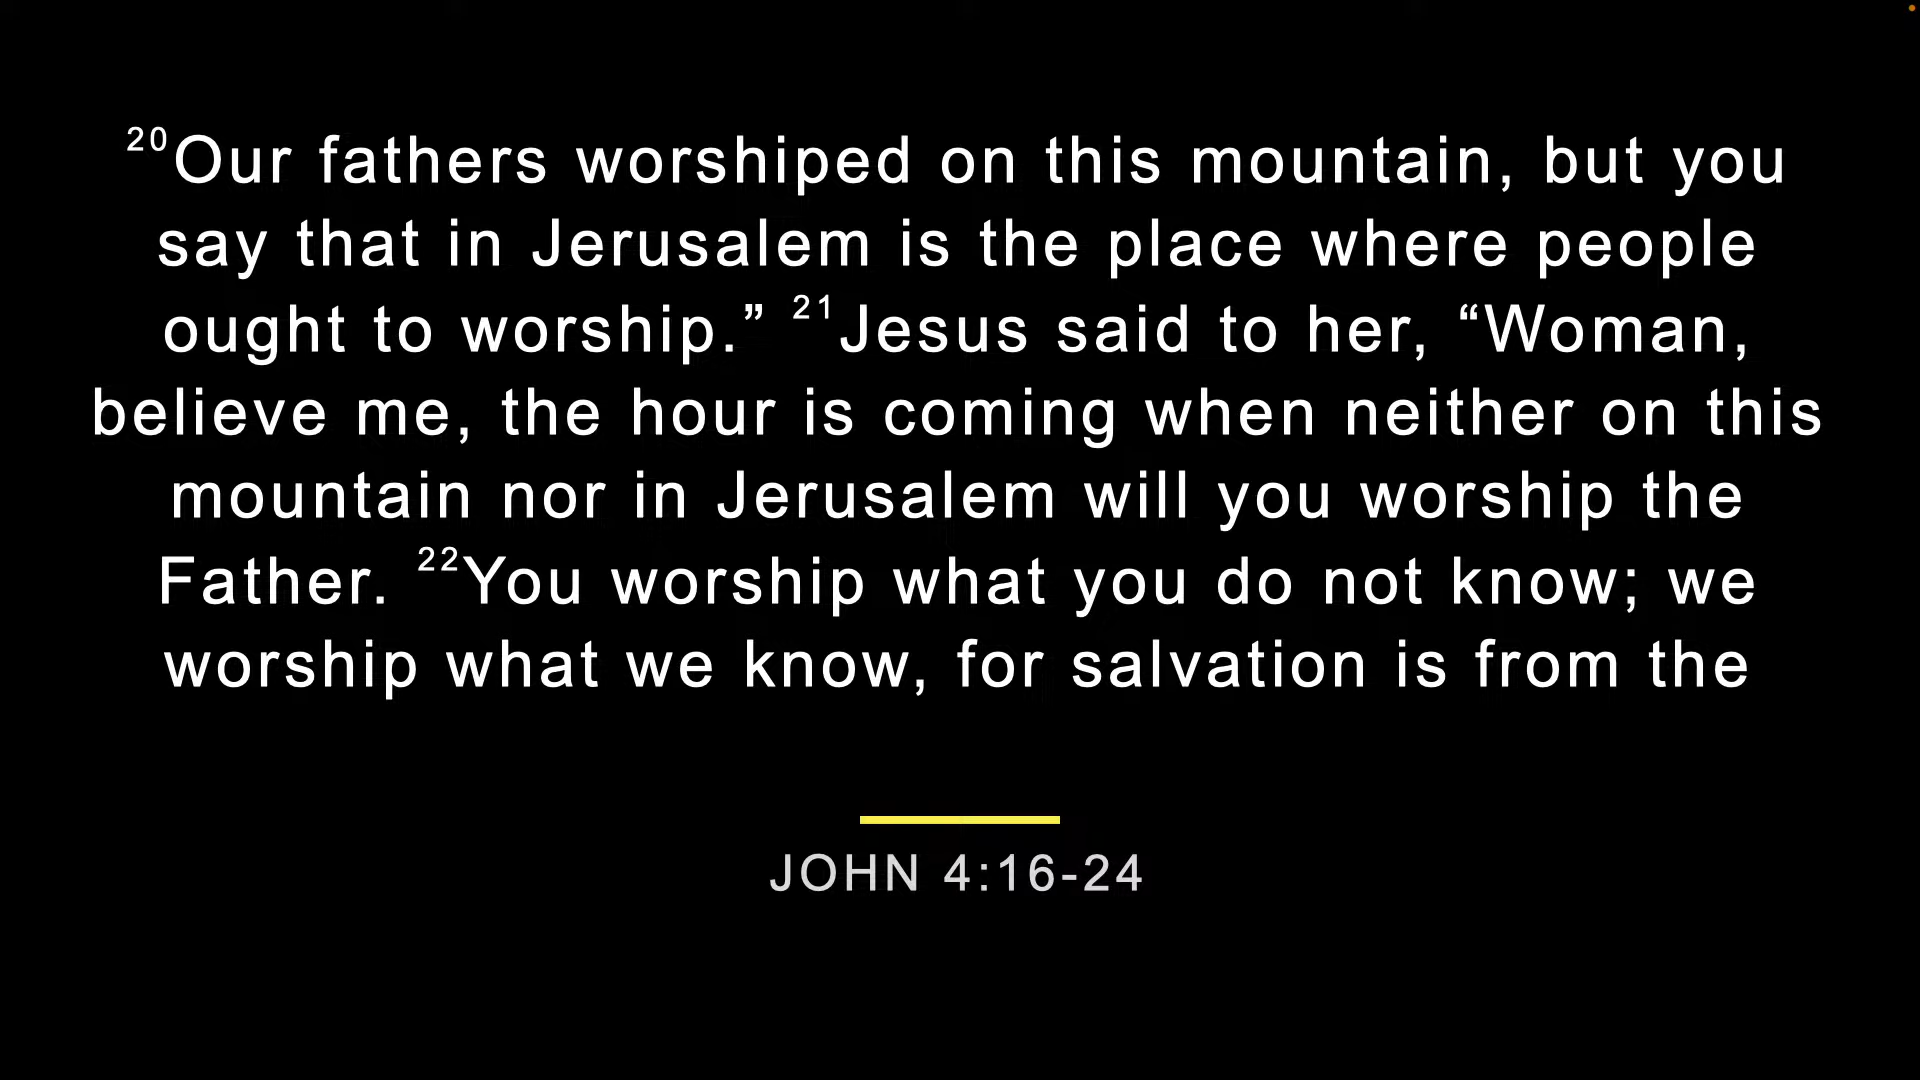 20Our fathers worshiped on this mountain, but you
say that in Jerusalem is the place where people
ought to worship.” 21Jesus said to her, “Woman,
believe me, the hour is coming when neither on this
mountain nor in Jerusalem will you worship the
Father. 22You worship what you do not know; we
worship what we know, for salvation is from the
JOHN 4:16-24